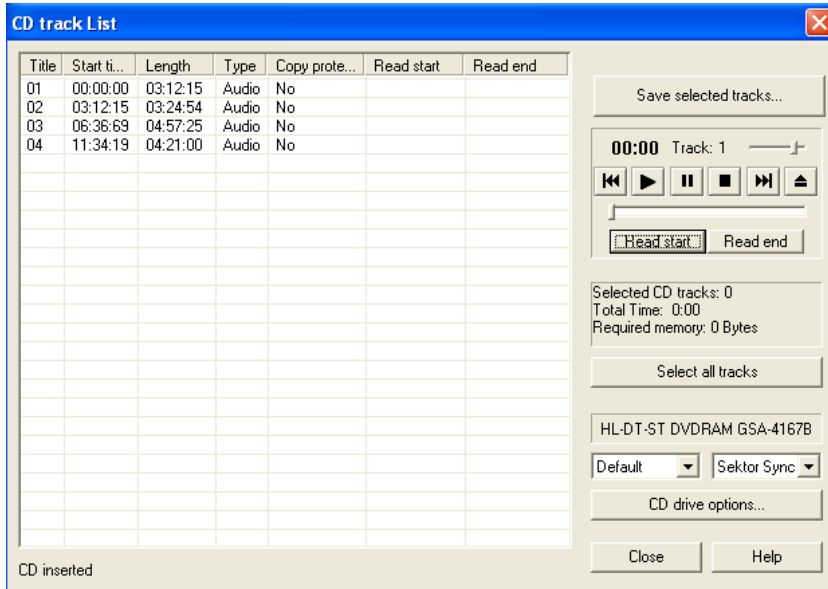 CD track List
Title Start ti... Length Type Copy prote... Read start Read end
01 00:00:00 03:12:15 Audio No
02 03:12:15 03:24:54 Audio No
03 06:36:69 04:57:25 Audio No
04 11:34:19 04:21:00 Audio No
CD inserted
Save selected tracks...
00:00 Track: 1
Read start Read end
Selected CD tracks: 0
Total Time: 0:00
Required memory: 0 Bytes
Select all tracks
HL-DT-ST DVDRAM GSA-4167B
Default Sektor Sync
CD drive options...
Close Help